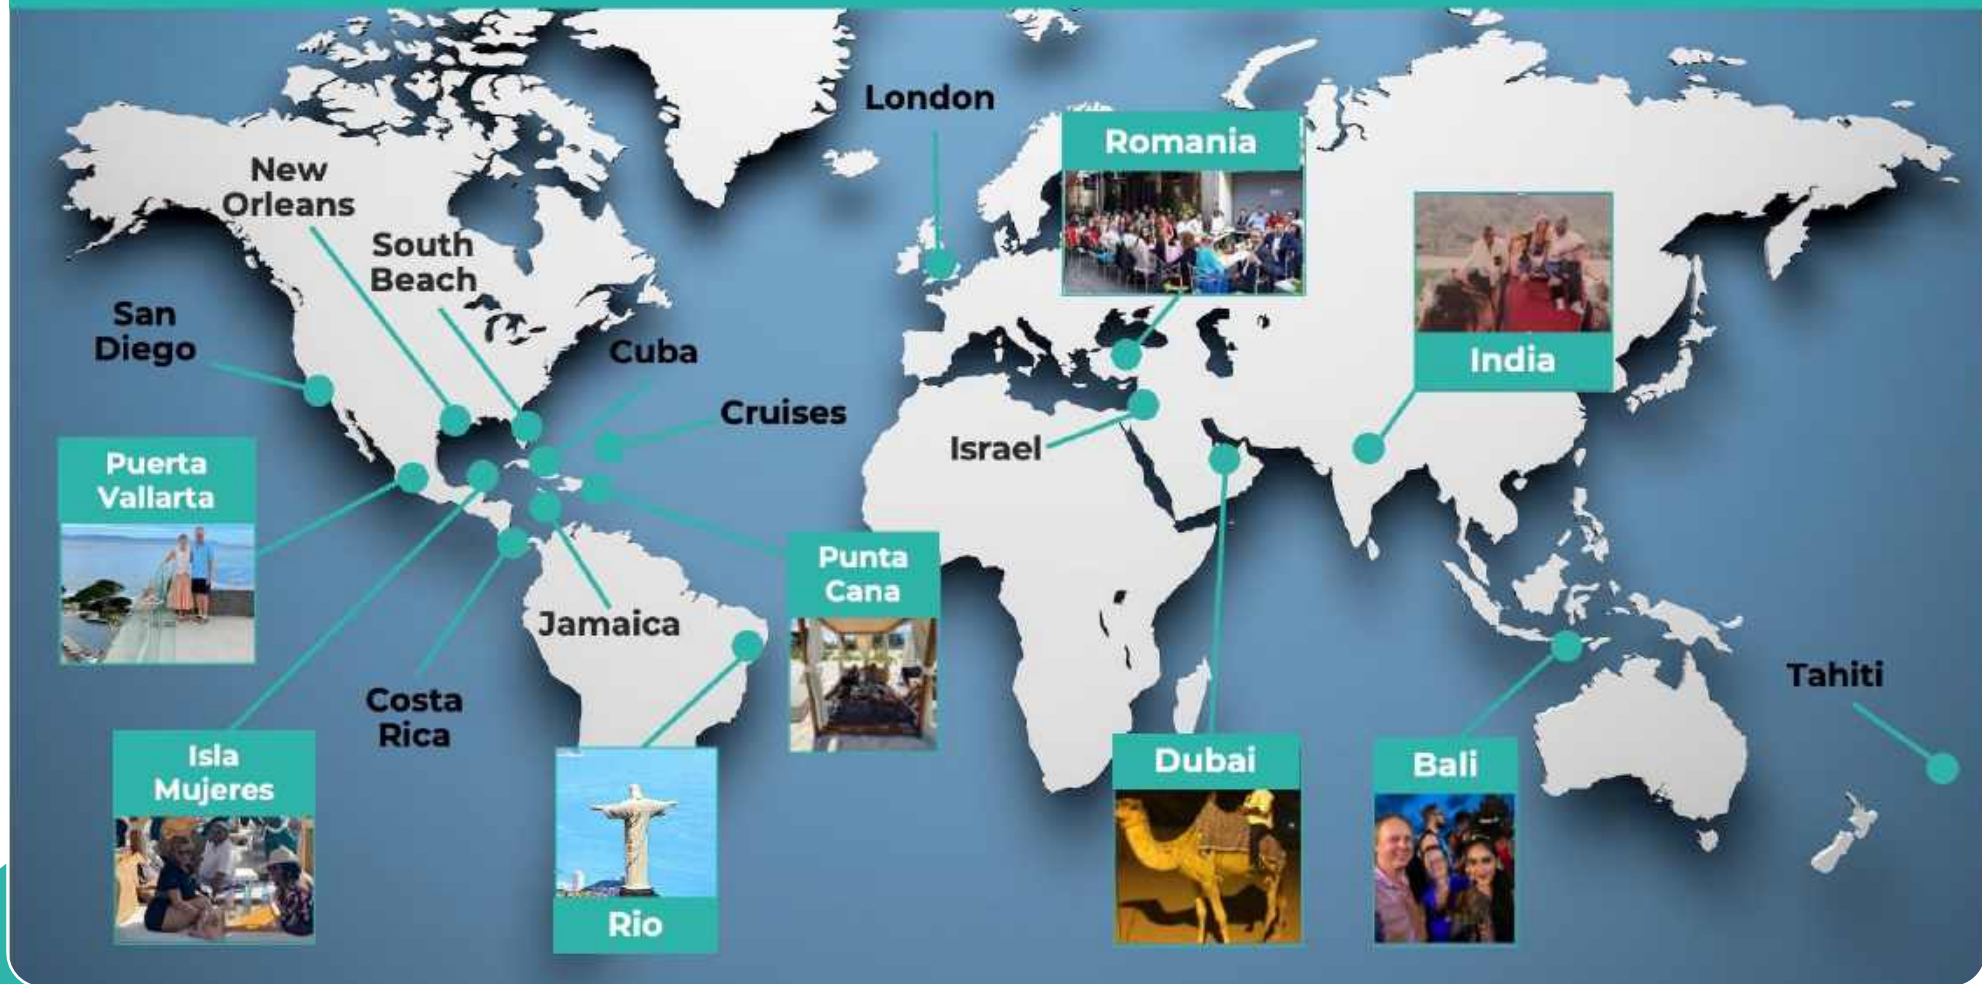 London
Romania
New
Orleans
South
Beach
San
Diego
Cuba
India
Cruises
Israel
Puerta
Vallarta
Punta
Cana
Jamaica
Tahiti
Costa
Rica
Isla
Mujeres
Dubai
Bali
Rio